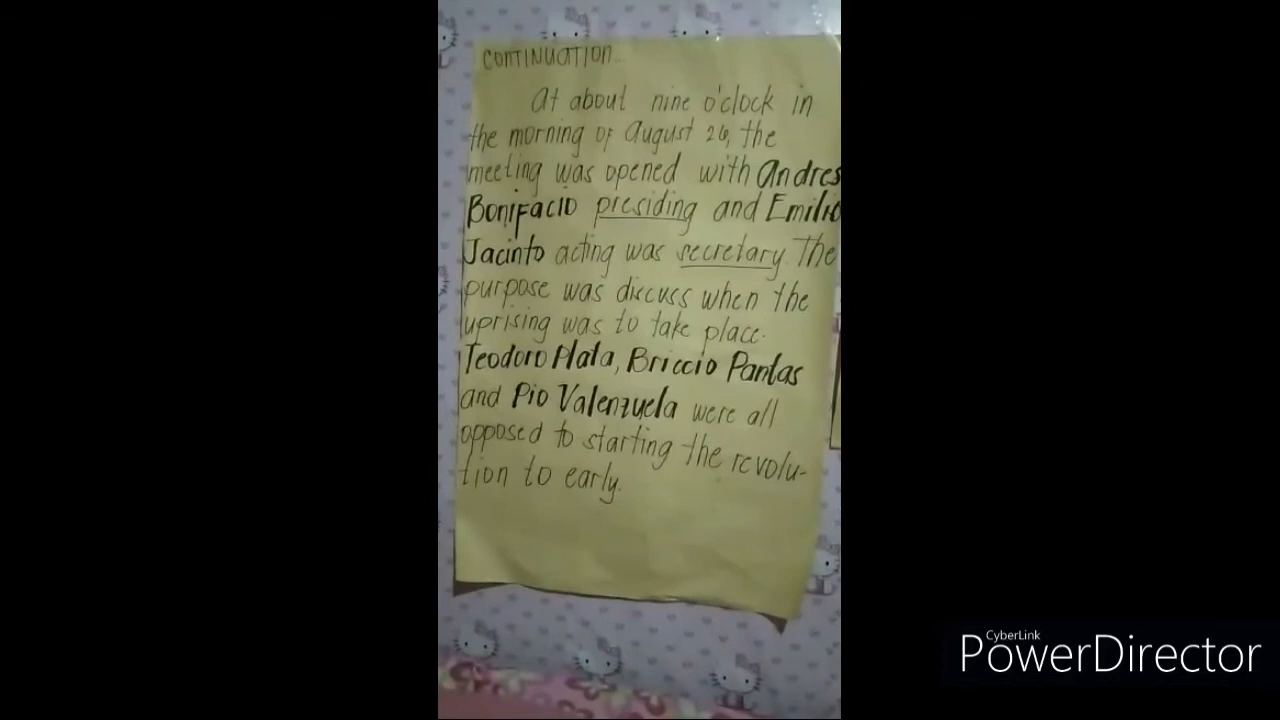 CONTINUATION...
At about nine o'clock in
the morning of August 26, the
meeting was opened with Andres
Bonifacio presiding and Emilio
Jacinto acting was secretary. The
purpose was discuss when the
uprising was to take place.
Teodoro Plata, Briccio Pantas
and Pio Valenzuela were all
opposed to starting the revolu-
tion to early.
CyberLink
PowerDirector